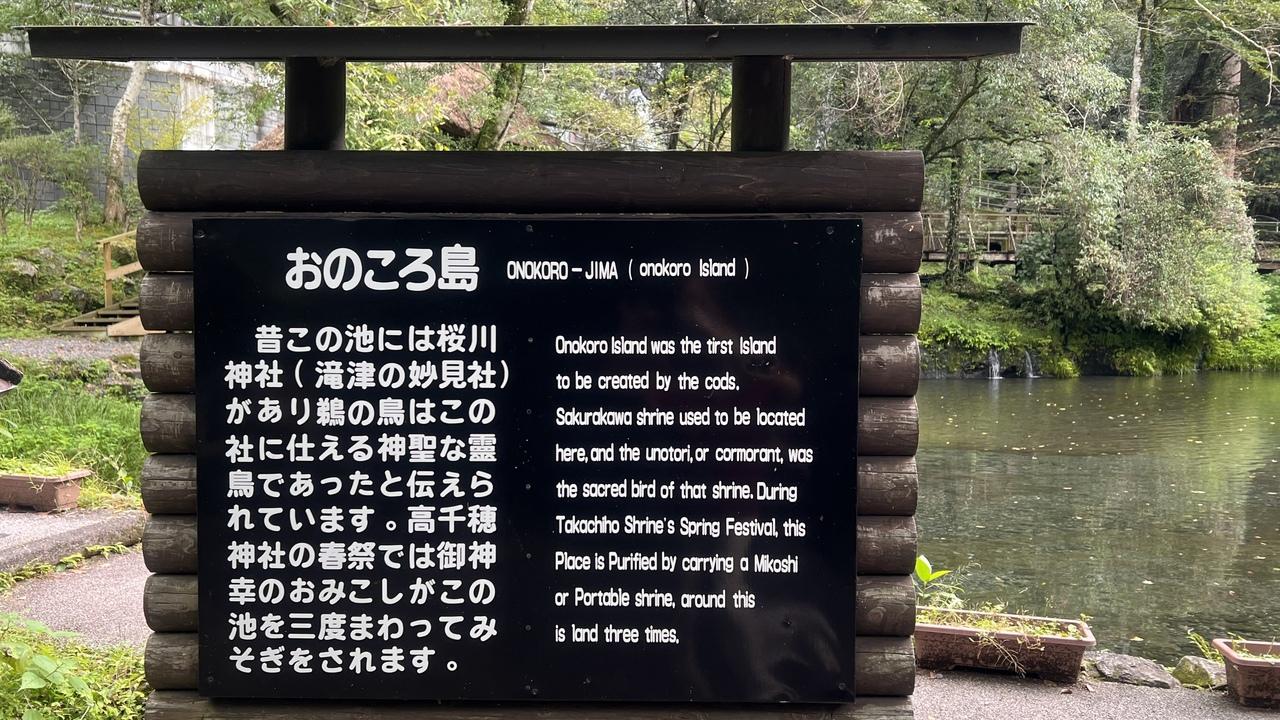 おのころ島 ONOKORO-JIMA ( onokoro Island )
昔この池には桜川
神社(滝津の妙見社)
があり鵜の鳥はこの
社に仕える神聖な霊
鳥であったと伝えら
れています。高千穂
神社の春祭では御神
幸のおみこしがこの
池を三度まわってみ
そぎをされます。
Onokoro Island was the tirst Island
to be created by the cods.
Sakurakawa shrine used to be located
here, and the unotori, or cormorant, was
the sacred bird of that shrine. During
Takachiho Shrine's Spring Festival, this
Place is Purified by carrying a Mikoshi
or Portable shrine, around this
is land three times.